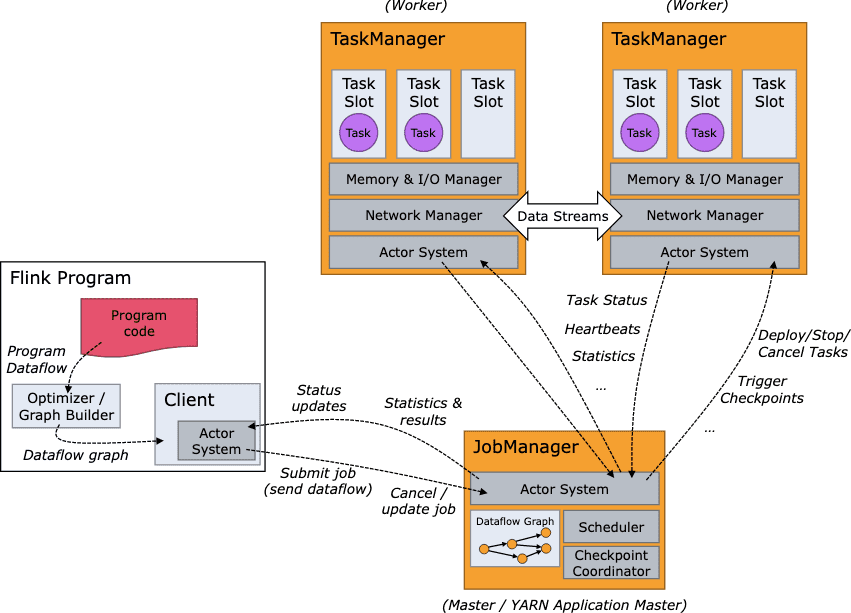 (Worker)
(Worker)
TaskManager
TaskManager
Task
Slot
Task
Task
Slot
Task
Task
Slot
Task
Slot
Task
Task
Slot
Task
Task
Slot
Memory & I/O Manager
Memory & I/O Manager
Network Manager
Data Streams
Network Manager
Actor System
Actor System
Flink Program
Program
code
Program
Dataflow
Optimizer /
Graph Builder
Dataflow graph
Client
Actor
System
Status
updates
Statistics &
results
Submit job
(send dataflow)
Cancel /
update job
Task Status
Heartbeats
Statistics
...
Deploy/Stop/
Cancel Tasks
Trigger
Checkpoints
...
JobManager
Actor System
Dataflow Graph
Scheduler
Checkpoint
Coordinator
(Master / YARN Application Master)